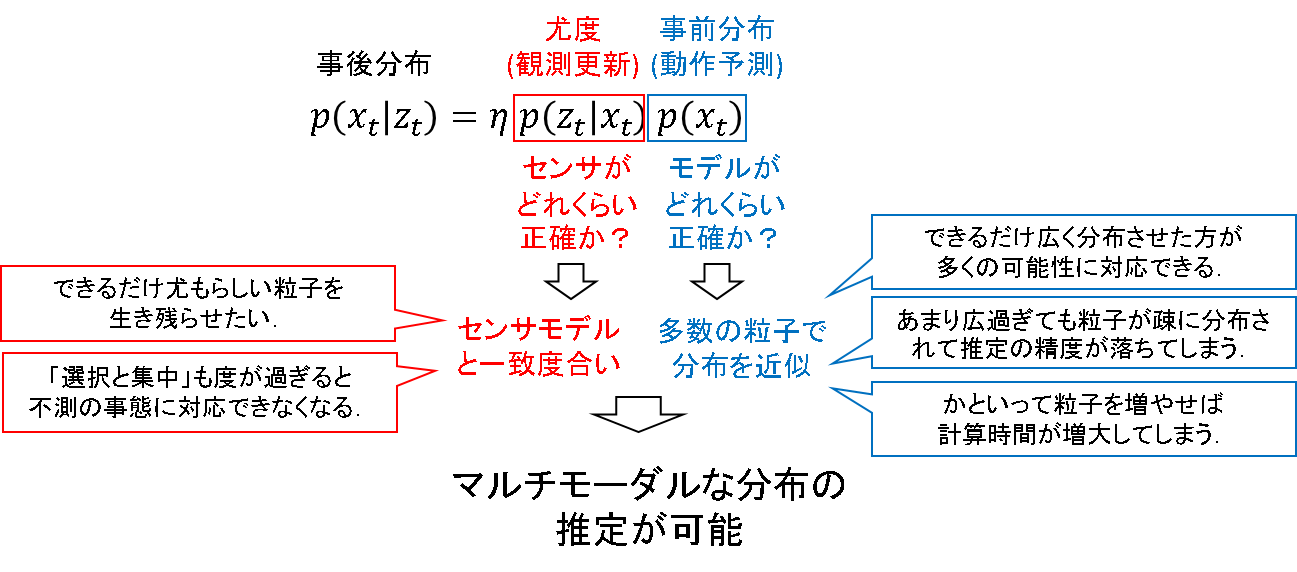 事後分布
尤度
(観測更新)
事前分布
(動作予測)
p(x_t|z_t) = η p(z_t|x_t) p(x_t)
センサが
どれくらい
正確か？
モデルが
どれくらい
正確か？
できるだけ尤もらしい粒子を
生き残らせたい.
「選択と集中」も度が過ぎると
不測の事態に対応できなくなる.
センサモデル
と一致度合い
多数の粒子で
分布を近似
できるだけ広く分布させた方が
多くの可能性に対応できる.
あまり広過ぎても粒子が疎に分布さ
れて推定の精度が落ちてしまう.
かといって粒子を増やせば
計算時間が増大してしまう.
マルチモーダルな分布の
推定が可能